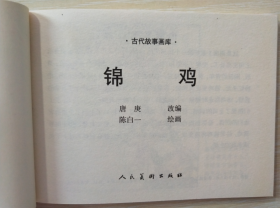 ·古代故事画库·
锦 鸡
唐 庚 改编
陈白一 绘画
人民美术出版社